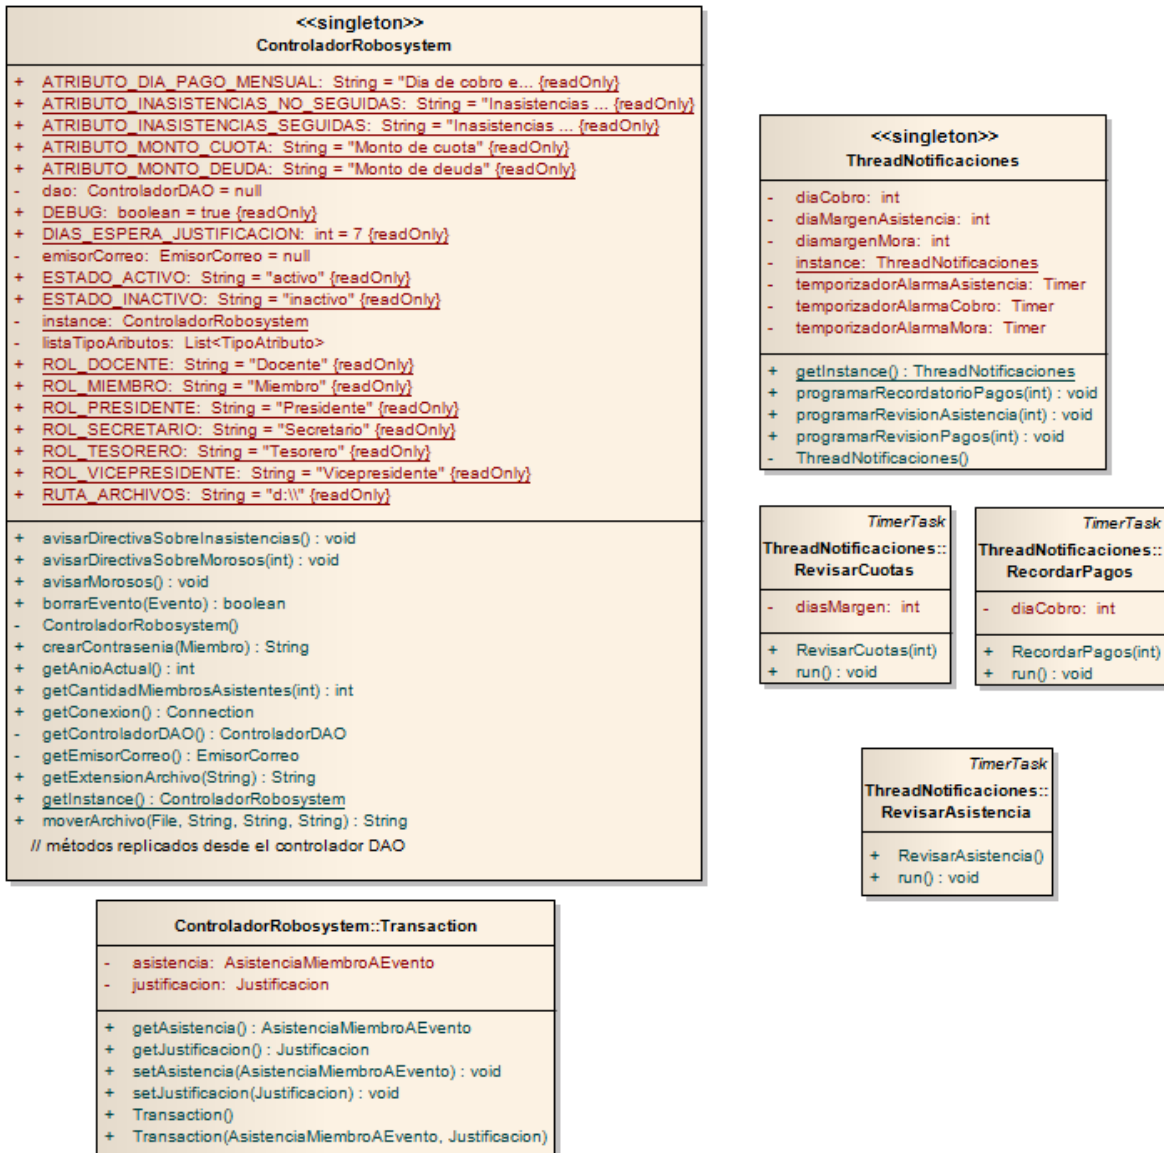 <<singleton>>
ControladorRobosystem
+ ATRIBUTO_DIA_PAGO_MENSUAL: String = "Dia de cobro e... {readOnly}
+ ATRIBUTO_INASISTENCIAS_NO_SEGUIDAS: String = "Inasistencias ... {readOnly}
+ ATRIBUTO_INASISTENCIAS_SEGUIDAS: String = "Inasistencias ... {readOnly}
+ ATRIBUTO_MONTO_CUOTA: String = "Monto de cuota" {readOnly}
+ ATRIBUTO_MONTO_DEUDA: String = "Monto de deuda" {readOnly}
- dao: ControladorDAO = null
+ DEBUG: boolean = true {readOnly}
+ DIAS_ESPERA_JUSTIFICACION: int = 7 {readOnly}
- emisorCorreo: EmisorCorreo = null
+ ESTADO_ACTIVO: String = "activo" {readOnly}
+ ESTADO_INACTIVO: String = "inactivo" {readOnly}
- instance: ControladorRobosystem
- listaTipoAributos: List<TipoAtributo>
+ ROL_DOCENTE: String = "Docente" {readOnly}
+ ROL_MIEMBRO: String = "Miembro" {readOnly}
+ ROL_PRESIDENTE: String = "Presidente" {readOnly}
+ ROL_SECRETARIO: String = "Secretario" {readOnly}
+ ROL_TESORERO: String = "Tesorero" {readOnly}
+ ROL_VICEPRESIDENTE: String = "Vicepresidente" {readOnly}
+ RUTA_ARCHIVOS: String = "d:\\" {readOnly}
+ avisarDirectivaSobreInasistencias() : void
+ avisarDirectivaSobreMorosos(int) : void
+ avisarMorosos() : void
+ borrarEvento(Evento) : boolean
- ControladorRobosystem()
+ crearContrasenia(Miembro) : String
+ getAnioActual() : int
+ getCantidadMiembrosAsistentes(int) : int
+ getConexion() : Connection
- getControladorDAO() : ControladorDAO
- getEmisorCorreo() : EmisorCorreo
+ getExtensionArchivo(String) : String
+ getInstance() : ControladorRobosystem
+ moverArchivo(File, String, String, String) : String
// métodos replicados desde el controlador DAO
<<singleton>>
ThreadNotificaciones
- diaCobro: int
- diaMargenAsistencia: int
- diamargenMora: int
- instance: ThreadNotificaciones
- temporizadorAlarmaAsistencia: Timer
- temporizadorAlarmaCobro: Timer
- temporizadorAlarmaMora: Timer
+ getInstance() : ThreadNotificaciones
+ programarRecordatorioPagos(int) : void
+ programarRevisionAsistencia(int) : void
+ programarRevisionPagos(int) : void
- ThreadNotificaciones()
TimerTask
ThreadNotificaciones::
RevisarCuotas
- diasMargen: int
+ RevisarCuotas(int)
+ run() : void
TimerTask
ThreadNotificaciones::
RecordarPagos
- diaCobro: int
+ RecordarPagos(int)
+ run() : void
TimerTask
ThreadNotificaciones::
RevisarAsistencia
+ RevisarAsistencia()
+ run() : void
ControladorRobosystem::Transaction
- asistencia: AsistenciaMiembroAEvento
- justificacion: Justificacion
+ getAsistencia() : AsistenciaMiembroAEvento
+ getJustificacion() : Justificacion
+ setAsistencia(AsistenciaMiembroAEvento) : void
+ setJustificacion(Justificacion) : void
+ Transaction()
+ Transaction(AsistenciaMiembroAEvento, Justificacion)